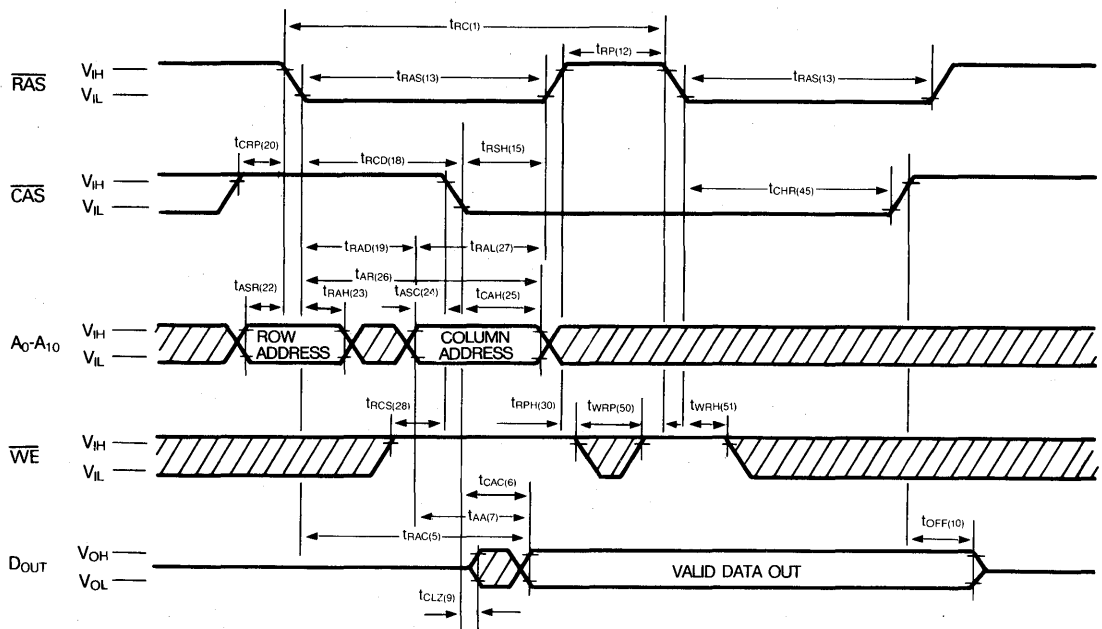 tRC(1)
tRP(12)
RAS
VIH
VIL
tRAS(13)
tRAS(13)
tCRP(20)
tRCD(18)
tRSH(15)
CAS
VIH
VIL
tCHR(45)
tRAD(19)
tRAL(27)
tAR(26)
tASR(22)
tRAH(23)
tASC(24)
tCAH(25)
A0-A10
VIH
VIL
ROW
ADDRESS
COLUMN
ADDRESS
tRCS(28)
tRPH(30)
tWRP(50)
tWRH(51)
WE
VIH
VIL
tCAC(6)
tAA(7)
tRAC(5)
tOFF(10)
DOUT
VOH
VOL
VALID DATA OUT
tCLZ(9)